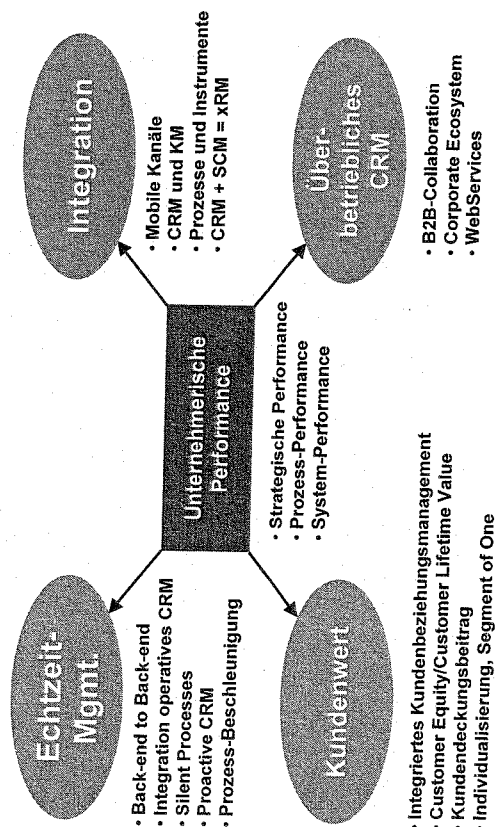 Echtzeit-
Mgmt.
• Back-end to Back-end
• Integration operatives CRM
• Silent Processes
• Proactive CRM
• Prozess-Beschleunigung
Integration
• Mobile Kanäle
• CRM und KM
• Prozesse und Instrumente
• CRM + SCM = xRM
Unternehmerische
Performance
• Strategische Performance
• Prozess-Performance
• System-Performance
Kundenwert
• Integriertes Kundenbeziehungsmanagement
• Customer Equity/Customer Lifetime Value
• Kundendeckungsbeitrag
• Individualisierung, Segment of One
Über-
betriebliches
CRM
• B2B-Collaboration
• Corporate Ecosystem
• WebServices